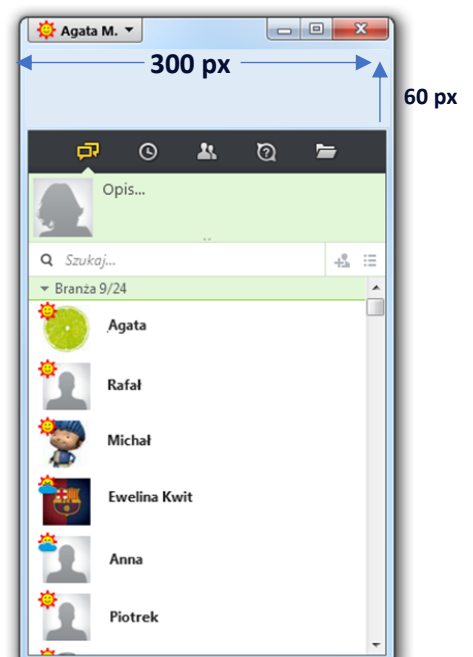 Agata M.
300 px
60 px
Opis...
Szukaj...
Branża 9/24
Agata
Rafał
Michał
Ewelina Kwit
Anna
Piotrek